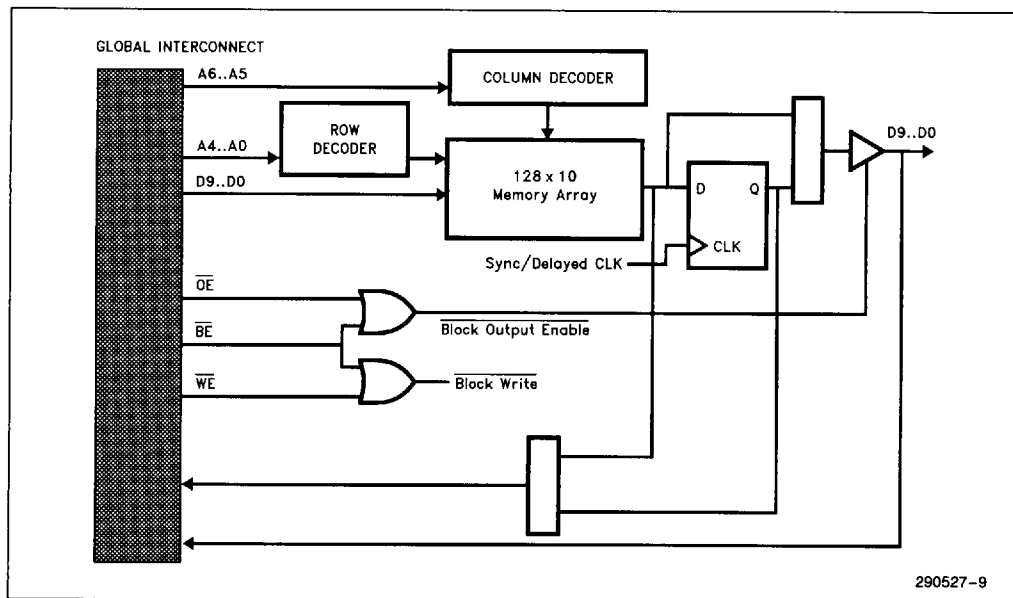 GLOBAL INTERCONNECT
A6..A5
COLUMN DECODER
ROW
DECODER
A4..A0
D9..D0
128 x 10
Memory Array
D
Q
CLK
Sync/Delayed CLK
D9..D0
OE
Block Output Enable
BE
WE
Block Write
290527-9